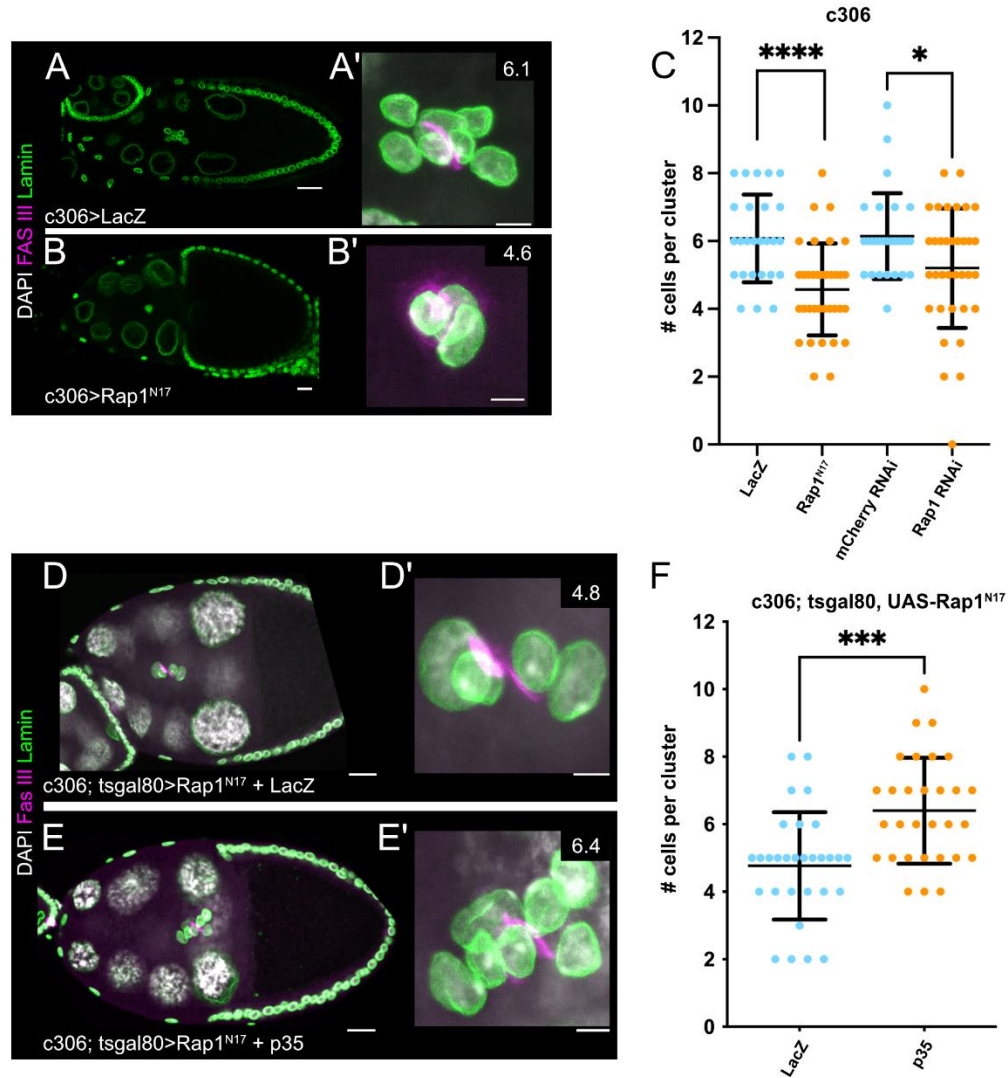 A
A'
6.1
c306>LacZ
B
B'
4.6
c306>Rap1N17
DAPI FAS III Lamin
c306
C
****
*
# cells per cluster
12
10
8
6
4
2
0
LacZ
Rap1N17
mCherry RNAi
Rap1 RNAi
D
D'
4.8
c306; tsgal80>Rap1N17 + LacZ
E
E'
6.4
c306; tsgal80>Rap1N17 + p35
DAPI Fas III Lamin
F
c306; tsgal80, UAS-Rap1N17
***
# cells per cluster
12
10
8
6
4
2
0
LacZ
p35